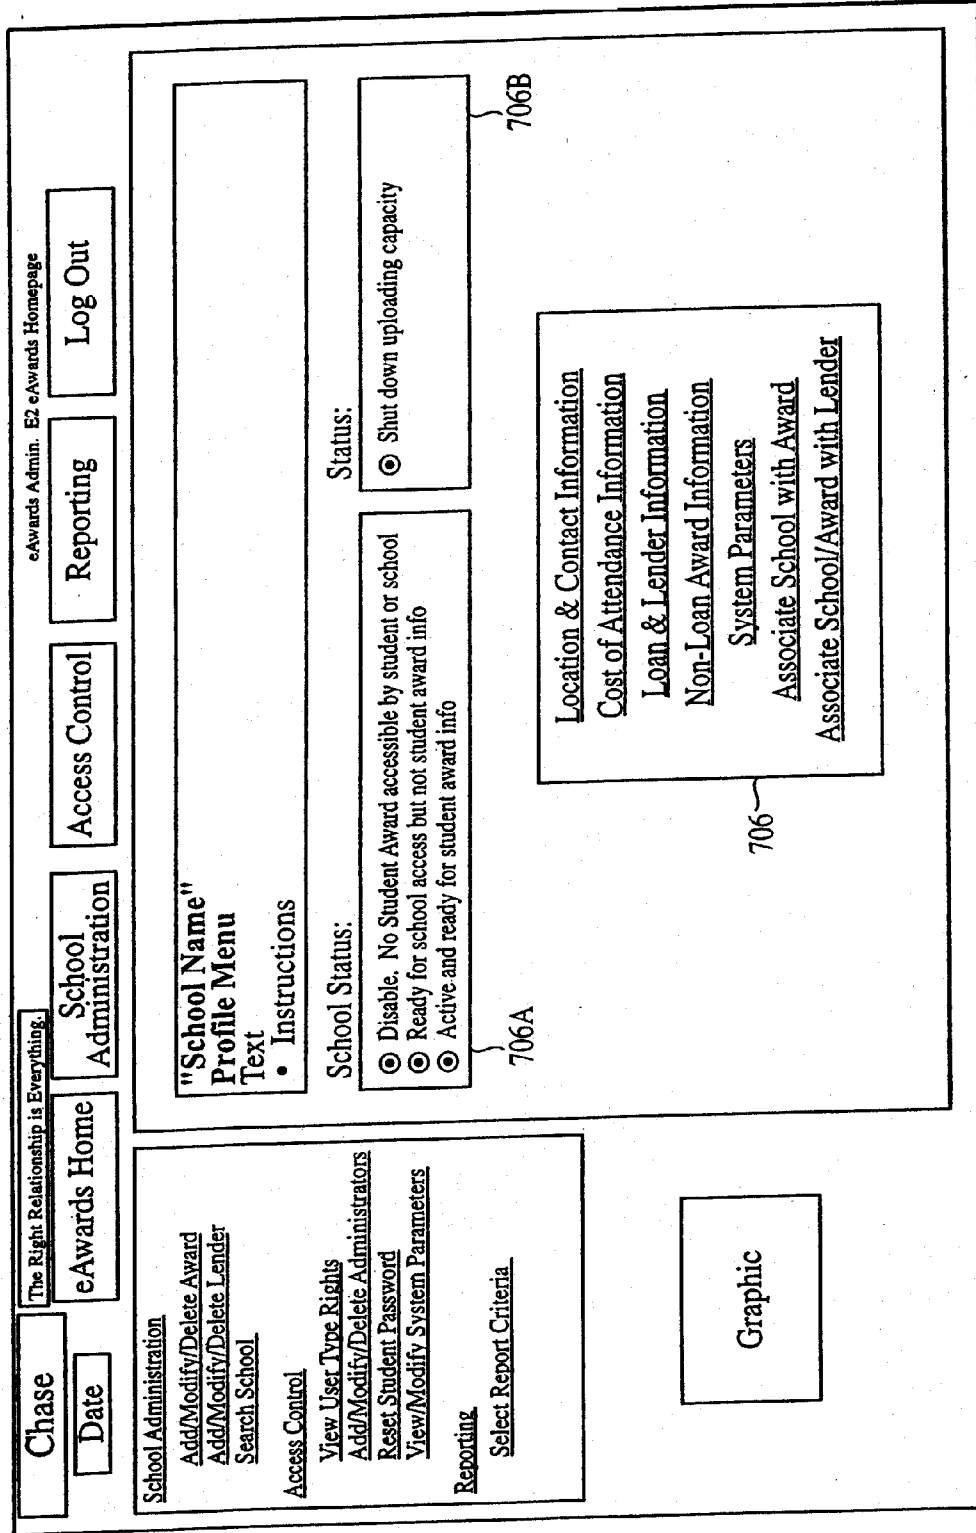 Chase
The Right Relationship is Everything.
eAwards Admin. E2 eAwards Homepage
Date
eAwards Home
School
Administration
Access Control
Reporting
Log Out
School Administration
Add/Modify/Delete Award
Add/Modify/Delete Lender
Search School
Access Control
View User Type Rights
Add/Modify/Delete Administrators
Reset Student Password
View/Modify System Parameters
Reporting
Select Report Criteria
Graphic
"School Name"
Profile Menu
Text
• Instructions
School Status:
Disable. No Student Award accessible by student or school
Ready for school access but not student award info
Active and ready for student award info
706A
Status:
Shut down uploading capacity
706B
Location & Contact Information
Cost of Attendance Information
Loan & Lender Information
Non-Loan Award Information
System Parameters
Associate School with Award
Associate School/Award with Lender
706